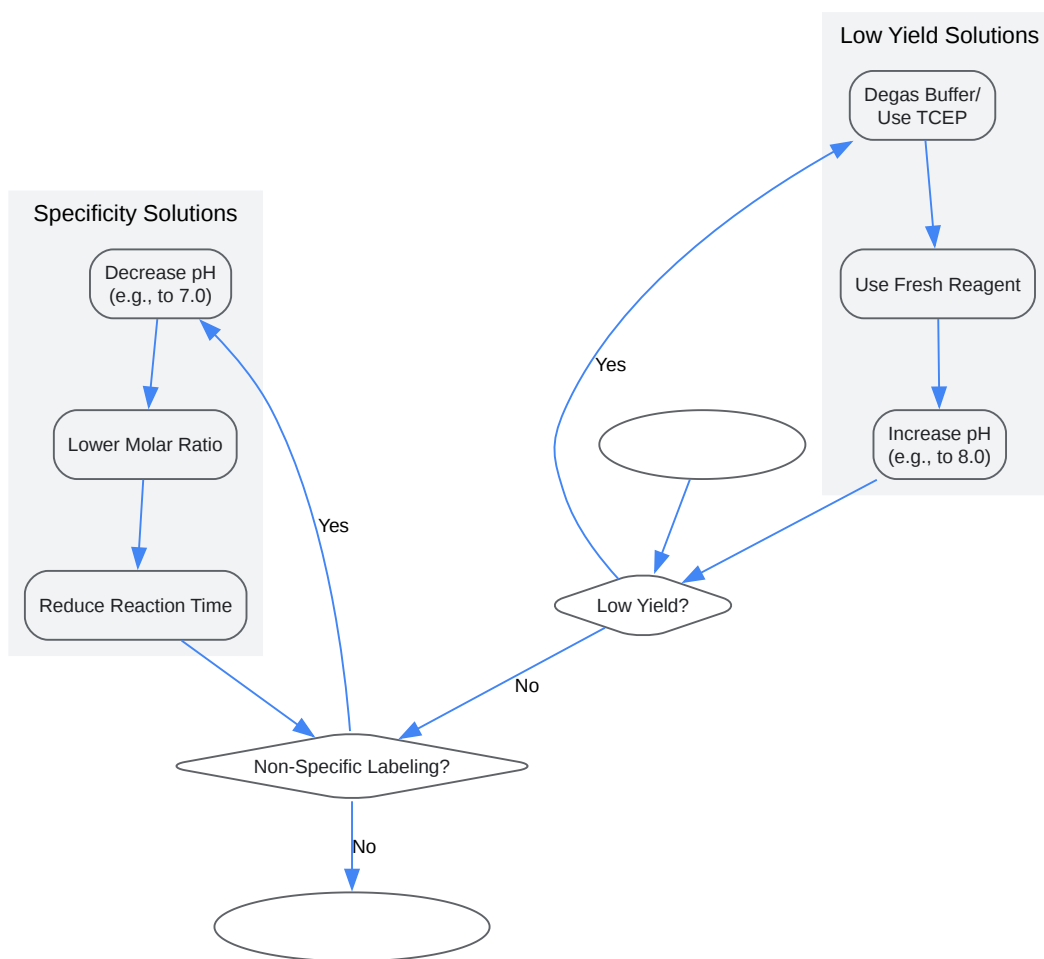 Low Yield Solutions
Degas Buffer/
Use TCEP
Use Fresh Reagent
Increase pH
(e.g., to 8.0)
Specificity Solutions
Decrease pH
(e.g., to 7.0)
Lower Molar Ratio
Reduce Reaction Time
Yes
Yes
Low Yield?
No
Non-Specific Labeling?
No